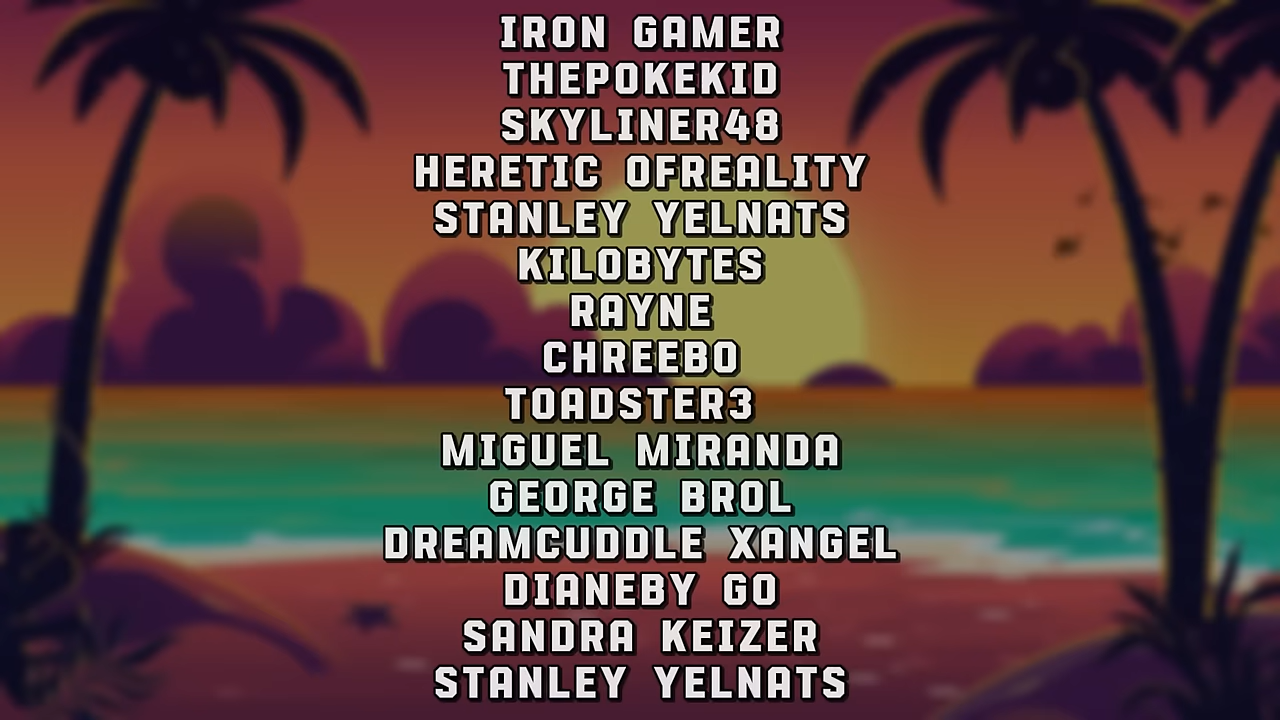 IRON GAMER
THEPOKEKID
SKYLINER48
HERETIC OFREALITY
STANLEY YELNATS
KILOBYTES
RAYNE
CHREEBO
TOADSTER3
MIGUEL MIRANDA
GEORGE BROL
DREAMCUDDLE XANGEL
DIANEBY GO
SANDRA KEIZER
STANLEY YELNATS